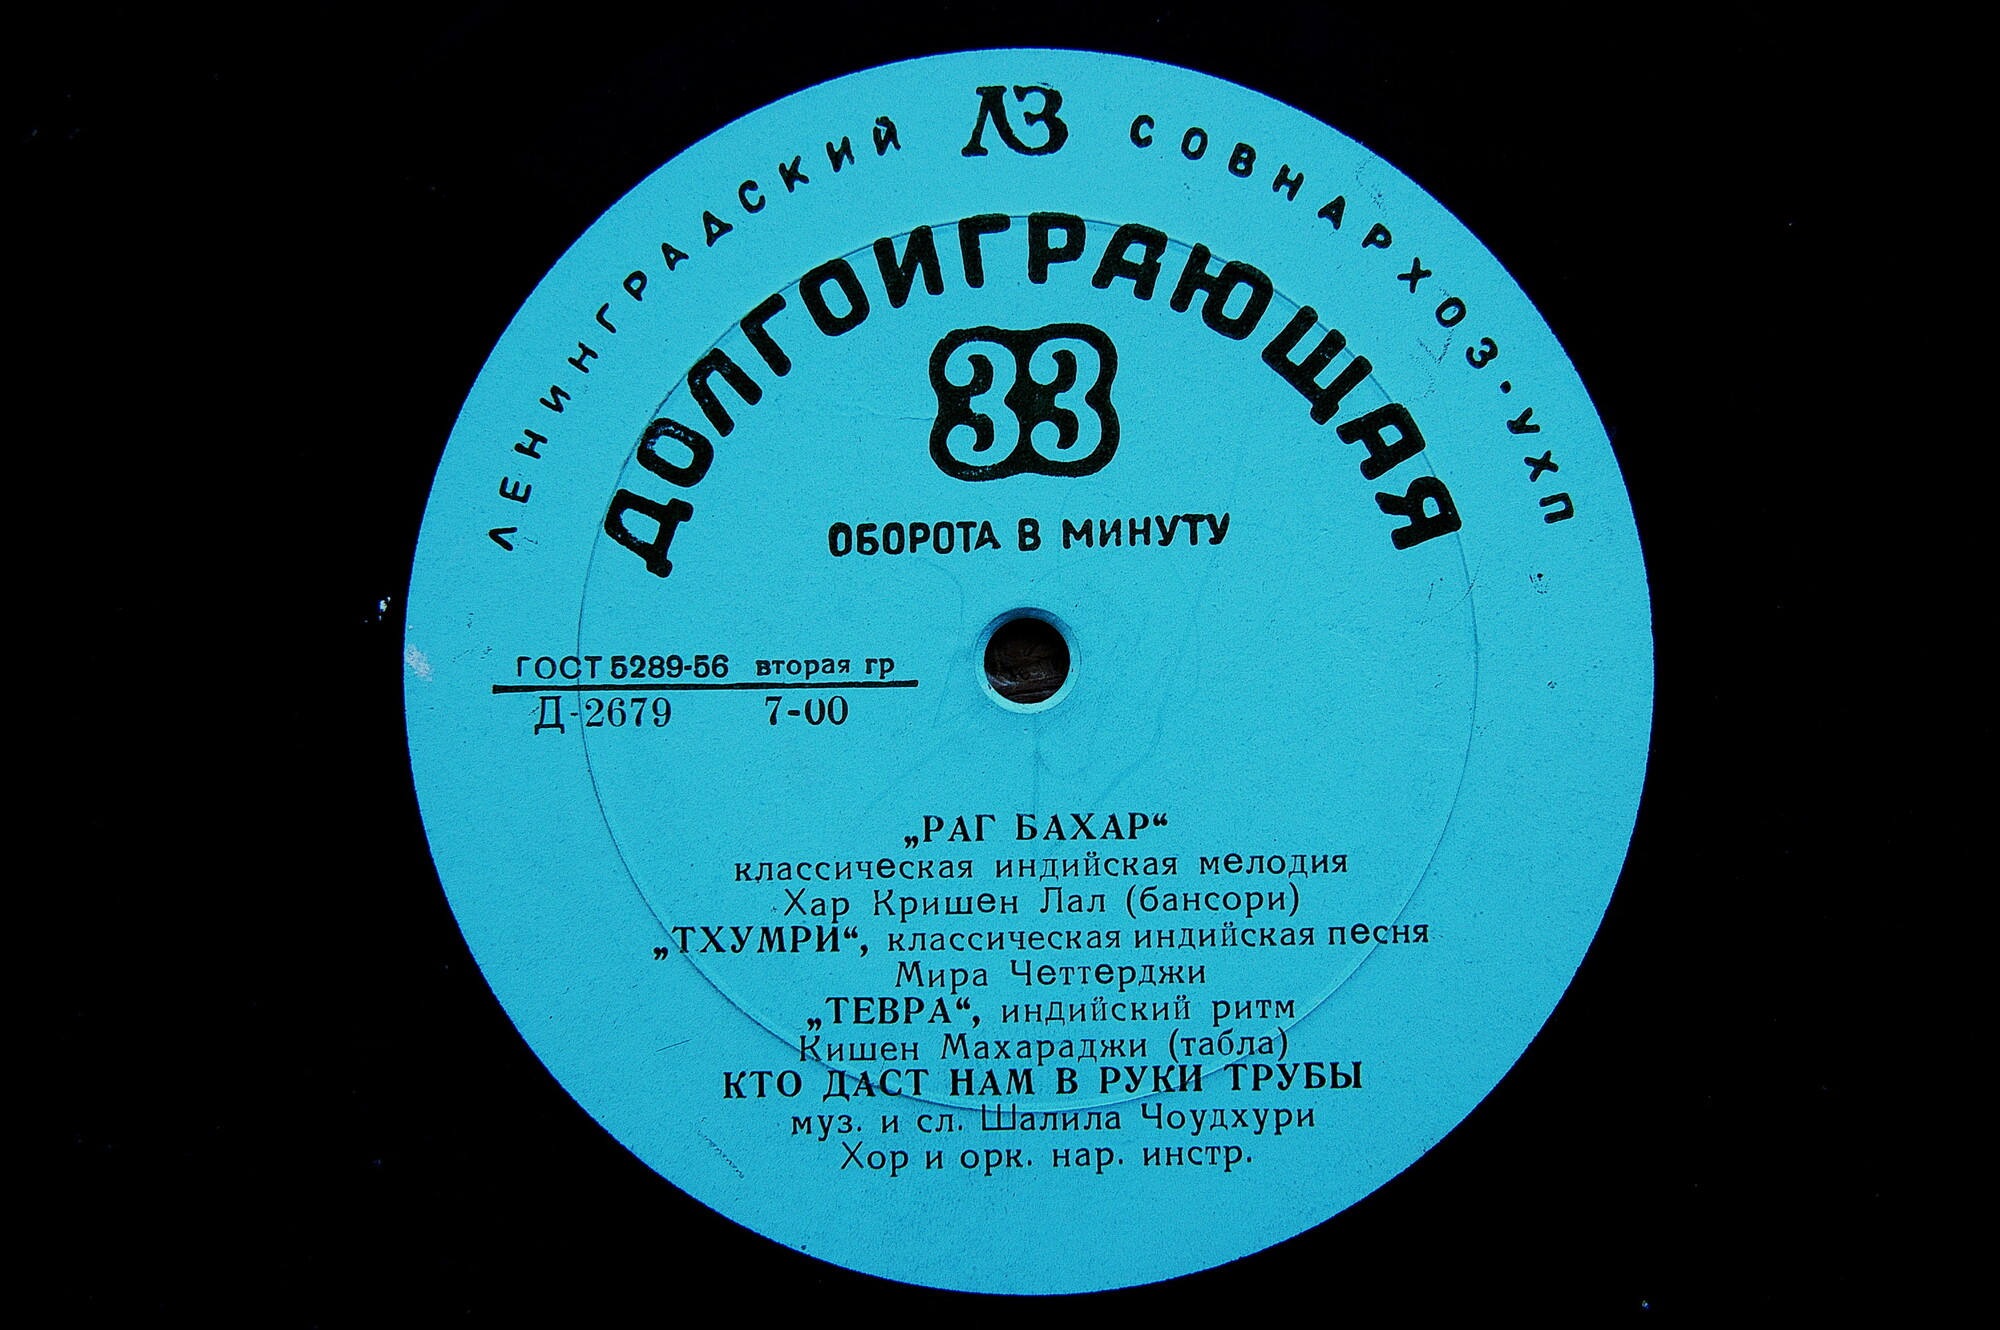 ЛЕНИНГРАДСКИЙ ЛЗ СОВНАРХОЗ·УХП
ДОЛГОИГРАЮЩАЯ
33
ОБОРОТА В МИНУТУ
ГОСТ 5289-56 вторая гр
Д-2679 7-00
„РАГ БАХАР“
классическая индийская мелодия
Хар Кришен Лал (бансори)
„ТХУМРИ“, классическая индийская песня
Мира Четтерджи
„ТЕВРА“, индийский ритм
Кишен Махараджи (табла)
КТО ДАСТ НАМ В РУКИ ТРУБЫ
муз. и сл. Шалила Чоудхури
Хор и орк. нар. инстр.